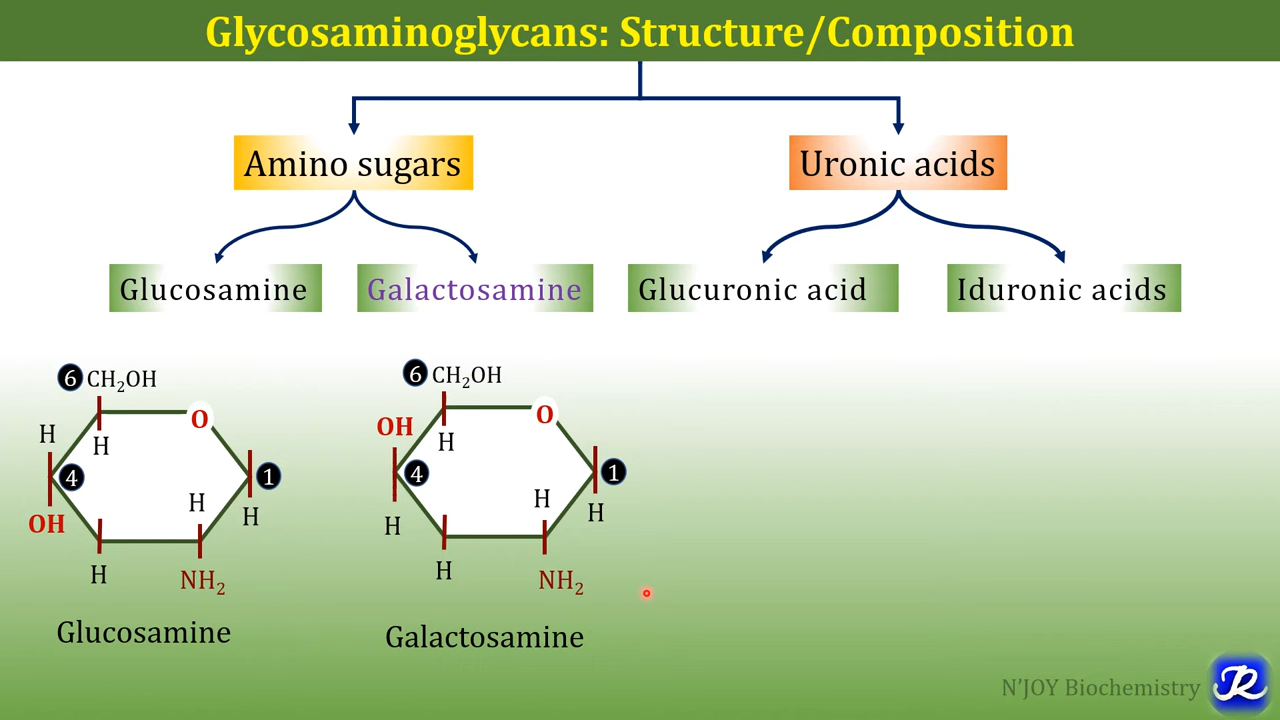 Glycosaminoglycans: Structure/Composition
Amino sugars
Uronic acids
Glucosamine
Galactosamine
Glucuronic acid
Iduronic acids
6 CH₂OH
O
H
H
4
1
H
H
OH
H
NH₂
Glucosamine
6 CH₂OH
O
OH
H
4
1
H
H
H
H
NH₂
Galactosamine
N'JOY Biochemistry
JR